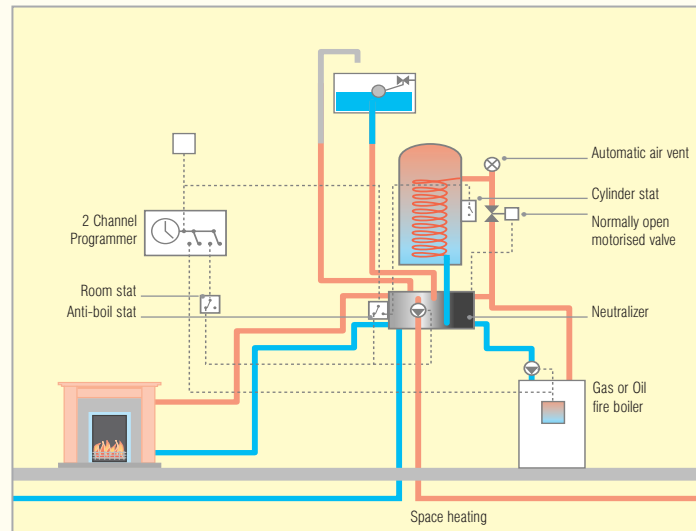 Automatic air vent
Cylinder stat
2 Channel
Programmer
Normally open
motorised valve
Room stat
Anti-boil stat
Neutralizer
Gas or Oil
fire boiler
Space heating